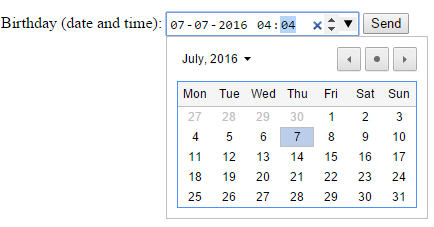 Birthday (date and time): 07-07-2016 04:04 Send
July, 2016
Mon Tue Wed Thu Fri Sat Sun
27 28 29 30 1 2 3
4 5 6 7 8 9 10
11 12 13 14 15 16 17
18 19 20 21 22 23 24
25 26 27 28 29 30 31